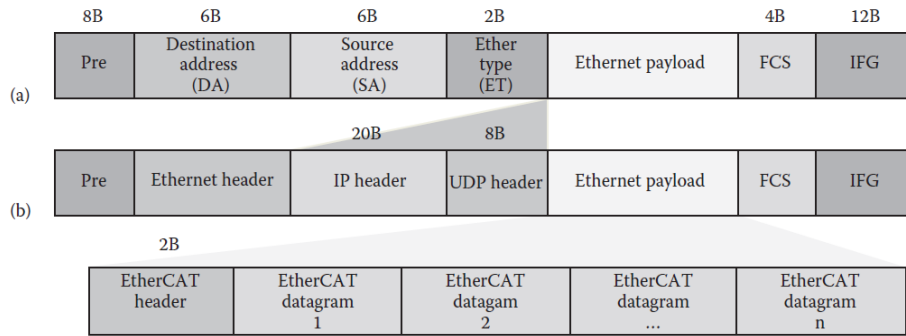 8B 6B 6B 2B 4B 12B
Pre Destination address (DA) Source address (SA) Ether type (ET) Ethernet payload FCS IFG
(a)
20B 8B
Pre Ethernet header IP header UDP header Ethernet payload FCS IFG
(b)
2B
EtherCAT header EtherCAT datagram 1 EtherCAT datagam 2 EtherCAT datagram ... EtherCAT datagram n